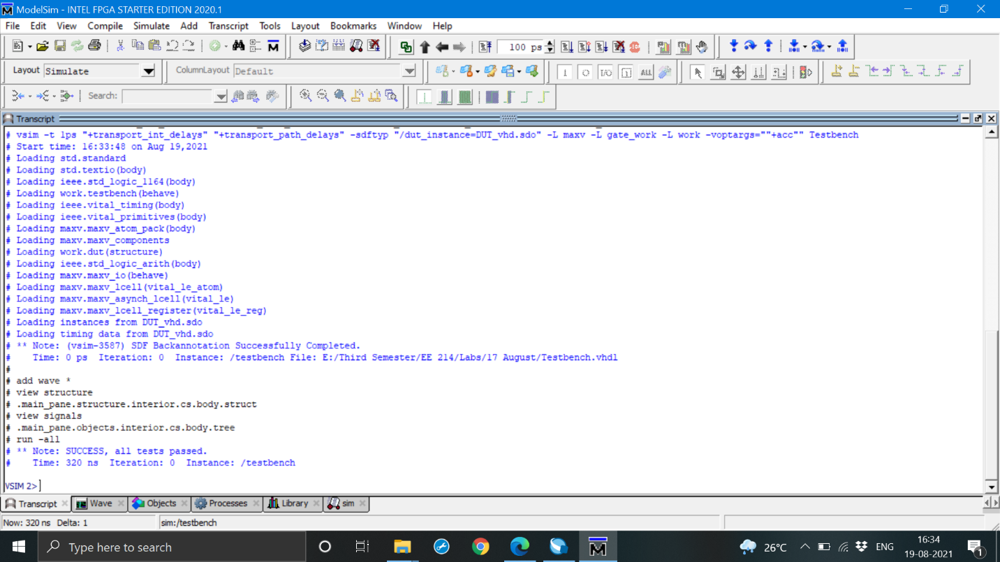 ModelSim - INTEL FPGA STARTER EDITION 2020.1
File Edit View Compile Simulate Add Transcript Tools Layout Bookmarks Window Help
100 ps
Layout Simulate ColumnLayout Default
ALL
Search:
Transcript
# vsim -t 1ps "+transport_int_delays" "+transport_path_delays" -sdftyp "/dut_instance=DUT_vhd.sdo" -L maxv -L gate_work -L work -voptargs=""+acc"" Testbench
# Start time: 16:33:48 on Aug 19,2021
# Loading std.standard
# Loading std.textio(body)
# Loading ieee.std_logic_1164(body)
# Loading work.testbench(behave)
# Loading ieee.vital_timing(body)
# Loading ieee.vital_primitives(body)
# Loading maxv.maxv_atom_pack(body)
# Loading maxv.maxv_components
# Loading work.dut(structure)
# Loading ieee.std_logic_arith(body)
# Loading maxv.maxv_io(behave)
# Loading maxv.maxv_lcell(vital_le_atom)
# Loading maxv.maxv_asynch_lcell(vital_le)
# Loading maxv.maxv_lcell_register(vital_le_reg)
# Loading instances from DUT_vhd.sdo
# Loading timing data from DUT_vhd.sdo
# ** Note: (vsim-3587) SDF Backannotation Successfully Completed.
#    Time: 0 ps  Iteration: 0  Instance: /testbench File: E:/Third Semester/EE 214/Labs/17 August/Testbench.vhdl
#
# add wave *
# view structure
# .main_pane.structure.interior.cs.body.struct
# view signals
# .main_pane.objects.interior.cs.body.tree
# run -all
# ** Note: SUCCESS, all tests passed.
#    Time: 320 ns  Iteration: 0  Instance: /testbench
VSIM 2>
Transcript Wave Objects Processes Library sim
Now: 320 ns Delta: 1 sim:/testbench
Type here to search
26°C ENG 16:34
19-08-2021
1